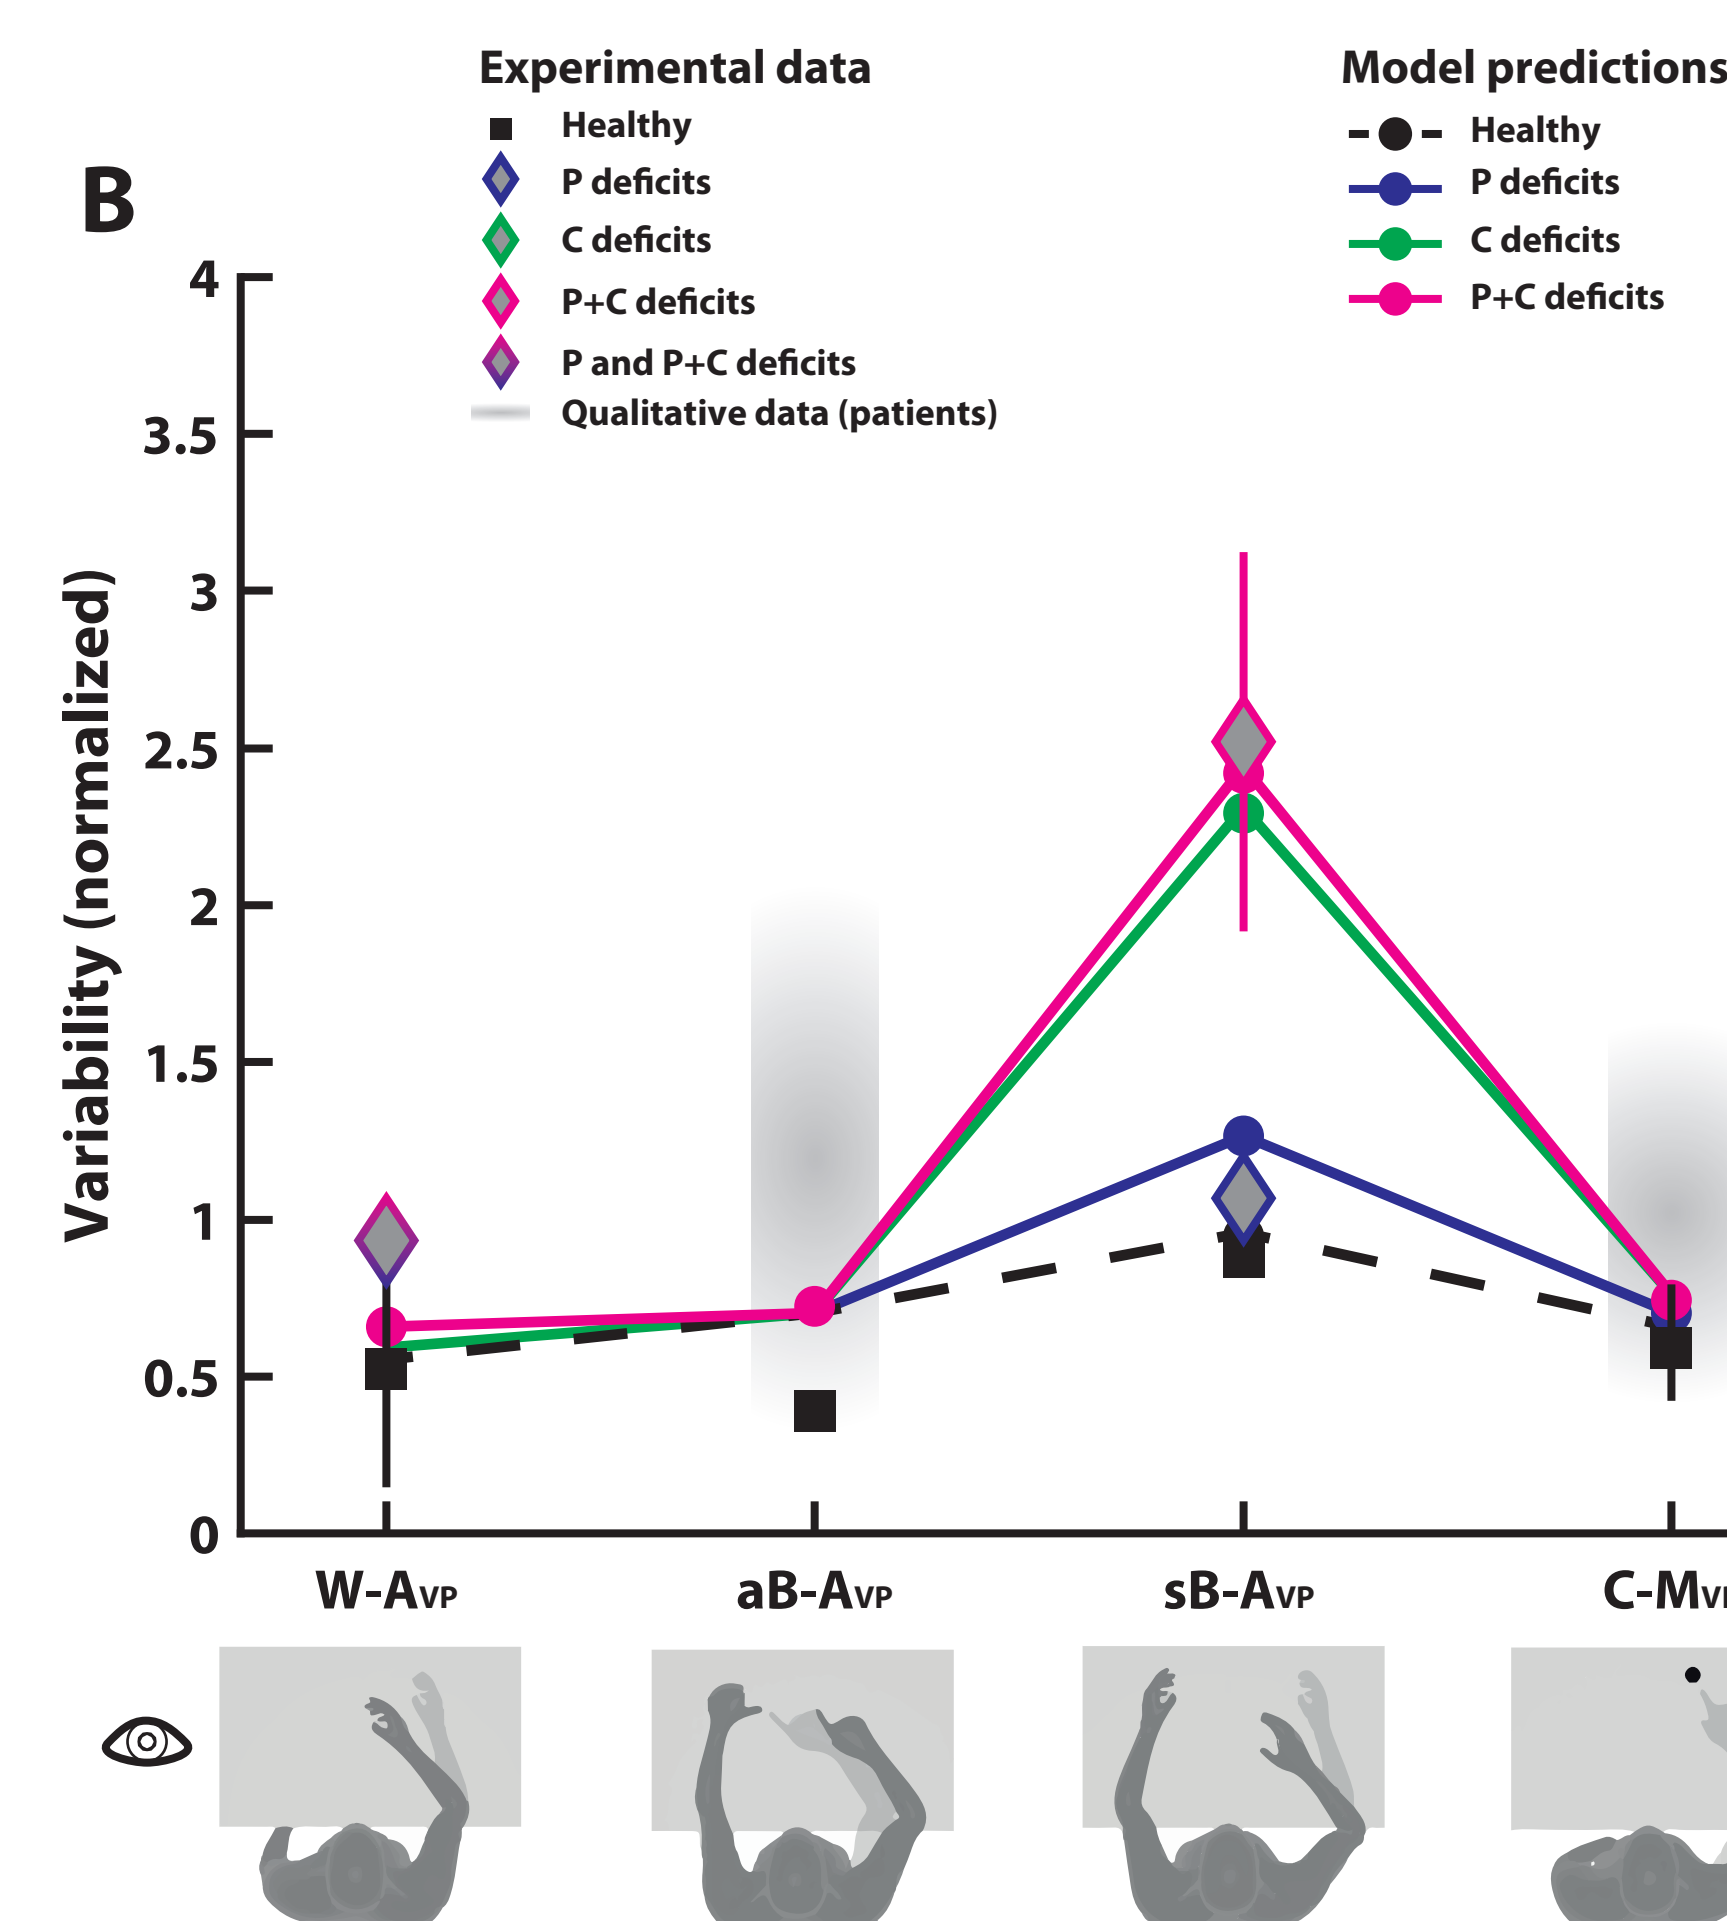 Experimental data
Healthy
P deficits
C deficits
P+C deficits
P and P+C deficits
Qualitative data (patients)
Model predictions
Healthy
P deficits
C deficits
P+C deficits
B
Variability (normalized)
4
3.5
3
2.5
2
1.5
1
0.5
0
W-AVP
aB-AVP
sB-AVP
C-MVP